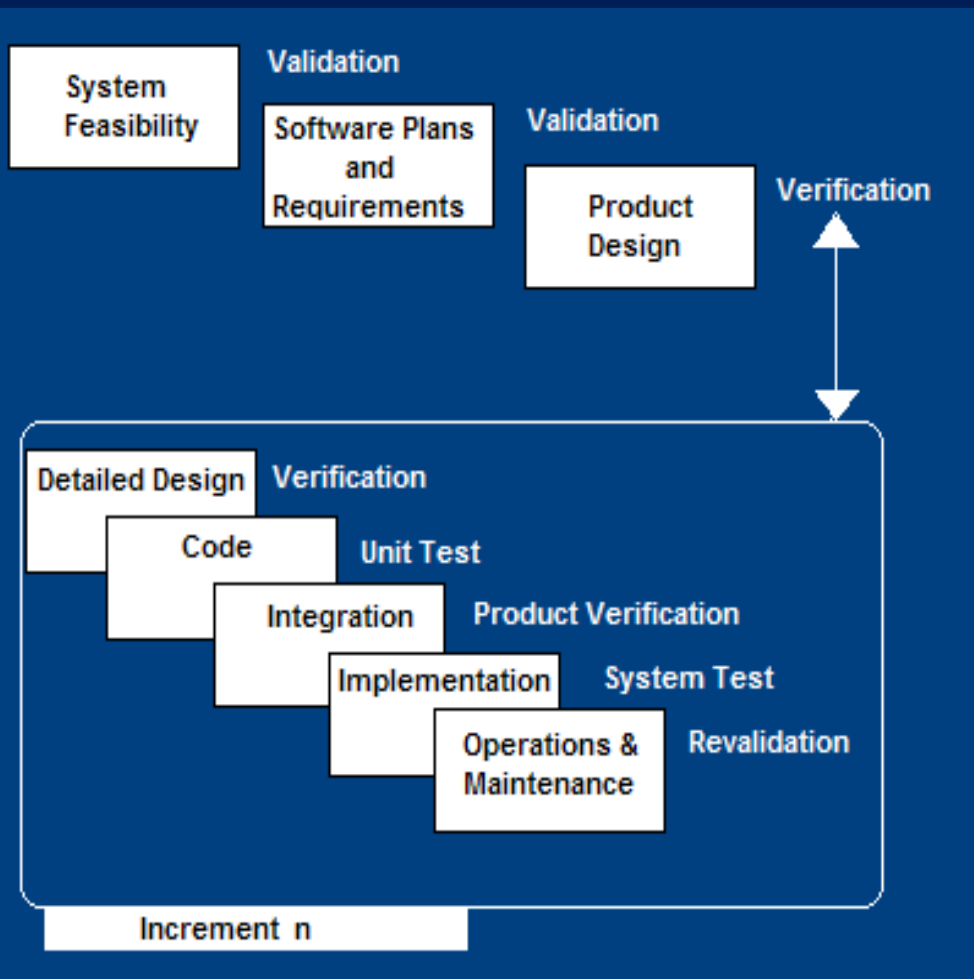 System
Feasibility
Validation
Software Plans
and
Requirements
Validation
Product
Design
Verification
Detailed Design
Verification
Code
Unit Test
Integration
Product Verification
Implementation
System Test
Operations &
Maintenance
Revalidation
Increment n